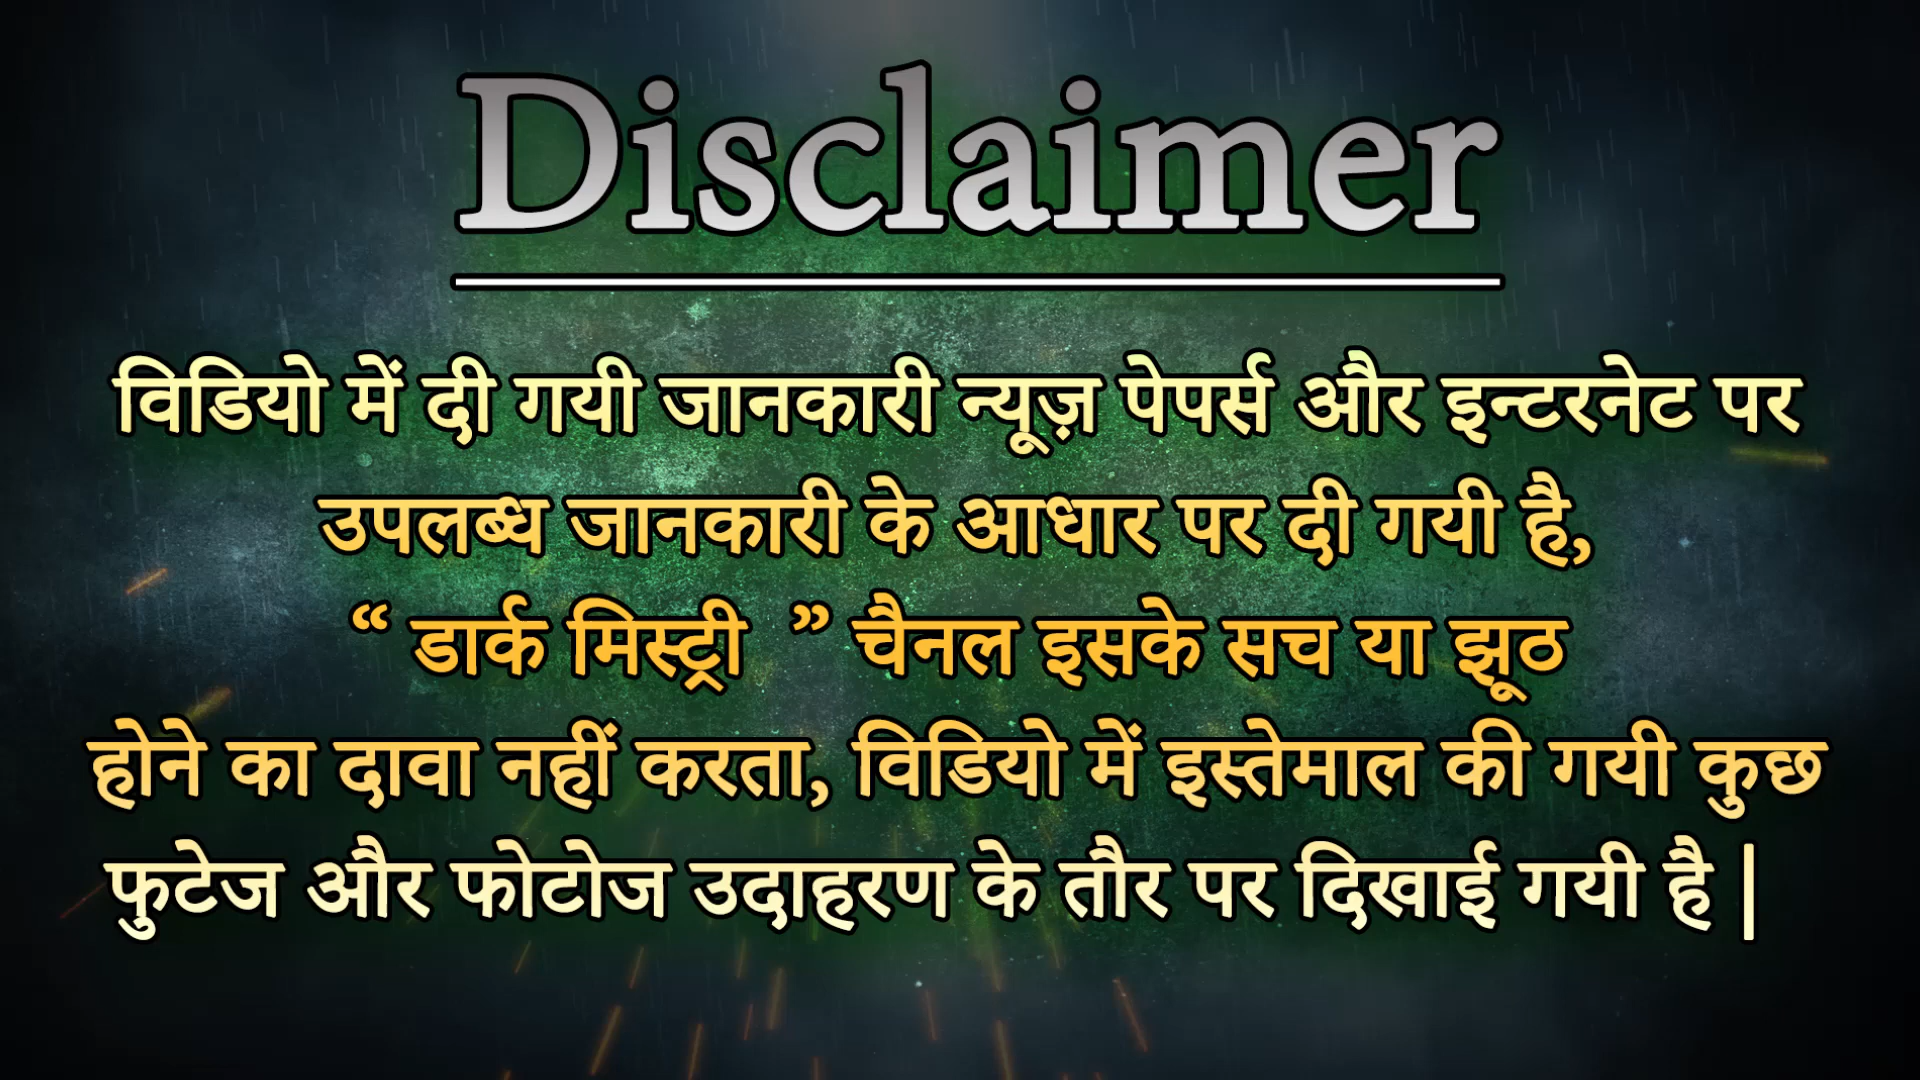 Disclaimer
विडियो में दी गयी जानकारी न्यूज़ पेपर्स और इन्टरनेट पर
उपलब्ध जानकारी के आधार पर दी गयी है,
“ डार्क मिस्ट्री ” चैनल इसके सच या झूठ
होने का दावा नहीं करता, विडियो में इस्तेमाल की गयी कुछ
फुटेज और फोटोज उदाहरण के तौर पर दिखाई गयी है |